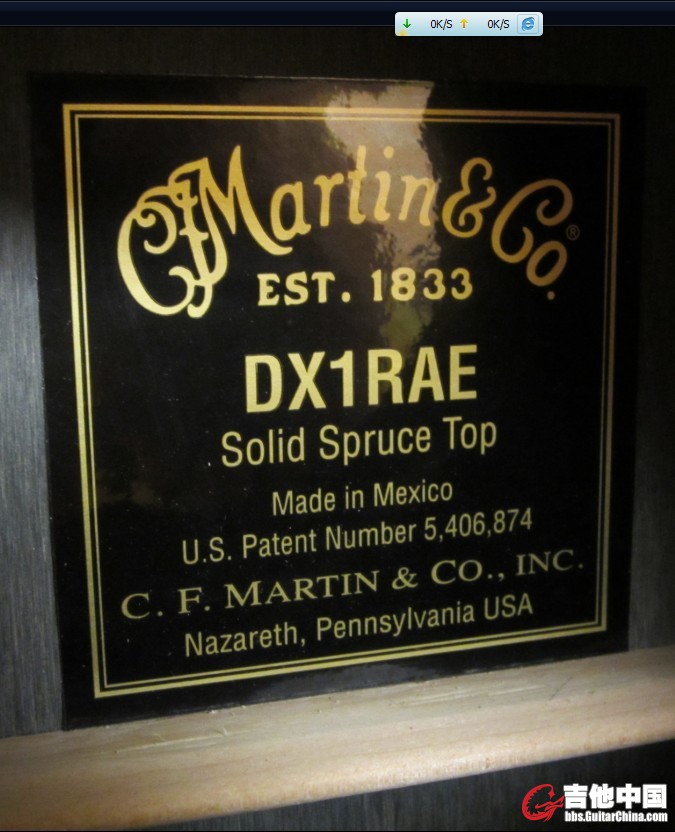 0K/S 0K/S
CF Martin & Co.®
EST. 1833
DX1RAE
Solid Spruce Top
Made in Mexico
U.S. Patent Number 5,406,874
C. F. MARTIN & CO., INC.
Nazareth, Pennsylvania USA
吉他中国
bbs.GuitarChina.com